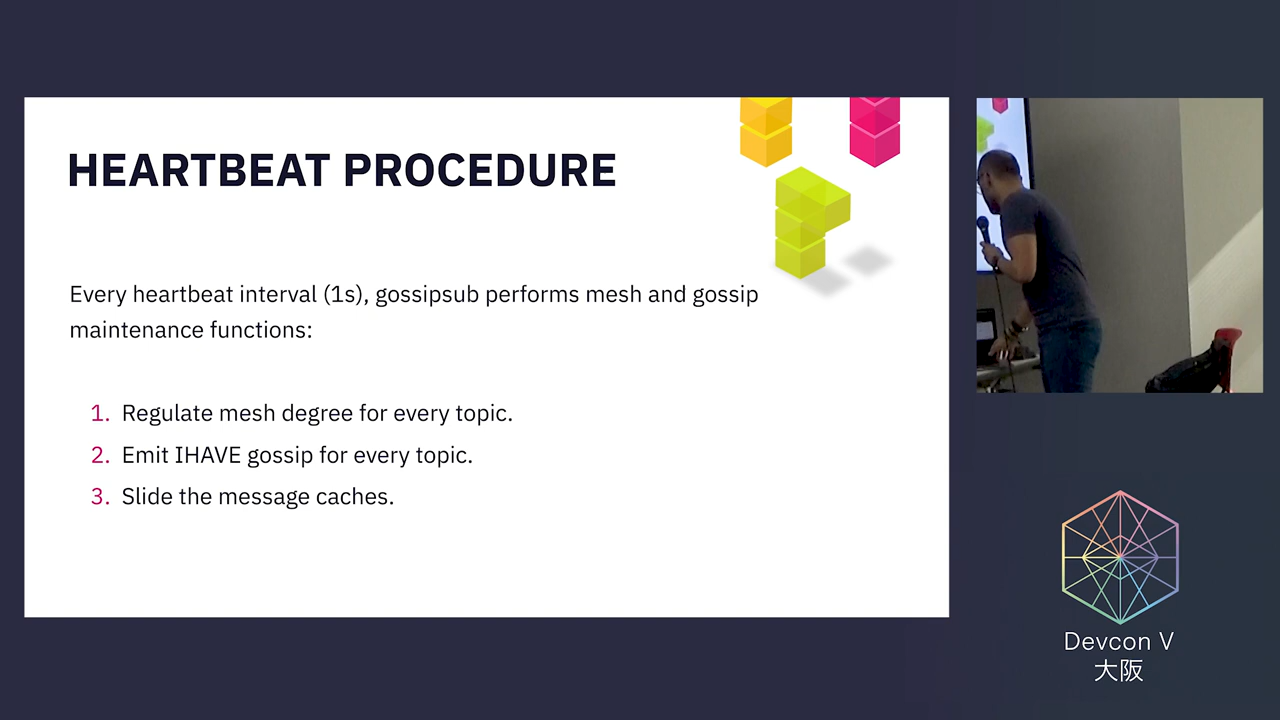 HEARTBEAT PROCEDURE
Every heartbeat interval (1s), gossipsub performs mesh and gossip
maintenance functions:
1. Regulate mesh degree for every topic.
2. Emit IHAVE gossip for every topic.
3. Slide the message caches.
Devcon V
大阪